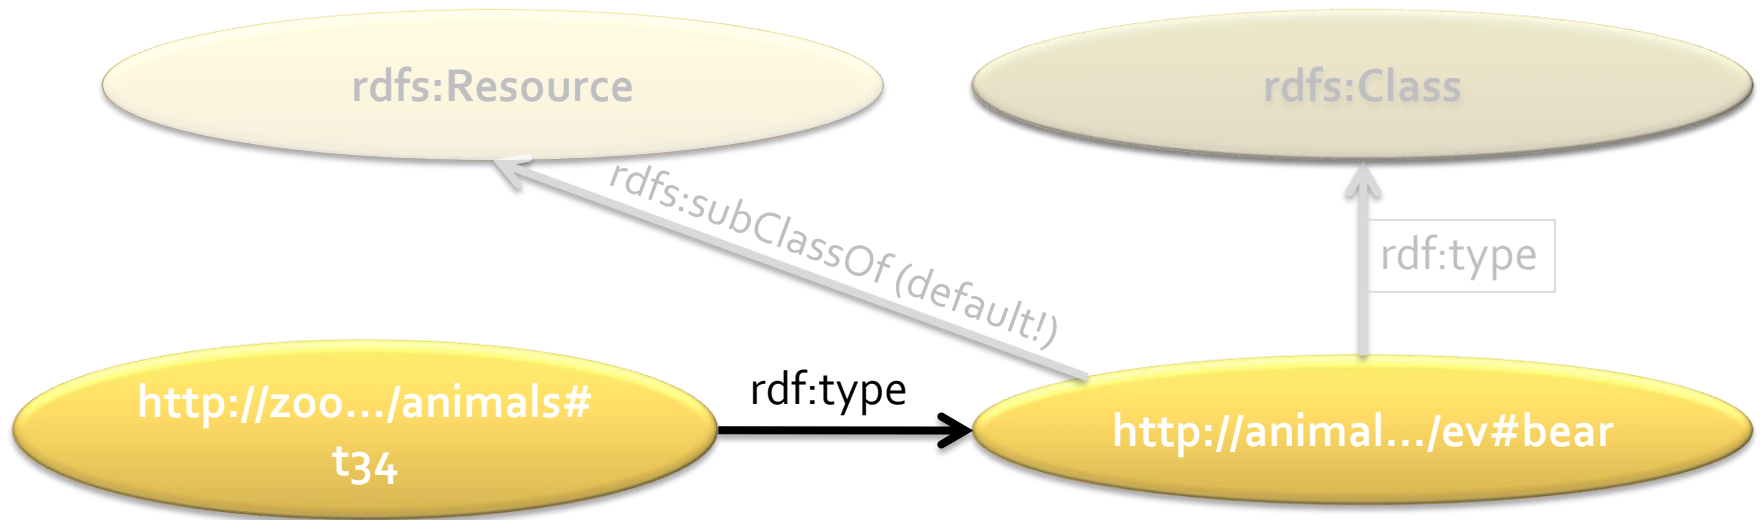 rdfs:Resource
rdfs:Class
rdfs:subClassOf (default!)
rdf:type
http://zoo.../animals#
t34
rdf:type
http://animal.../ev#bear